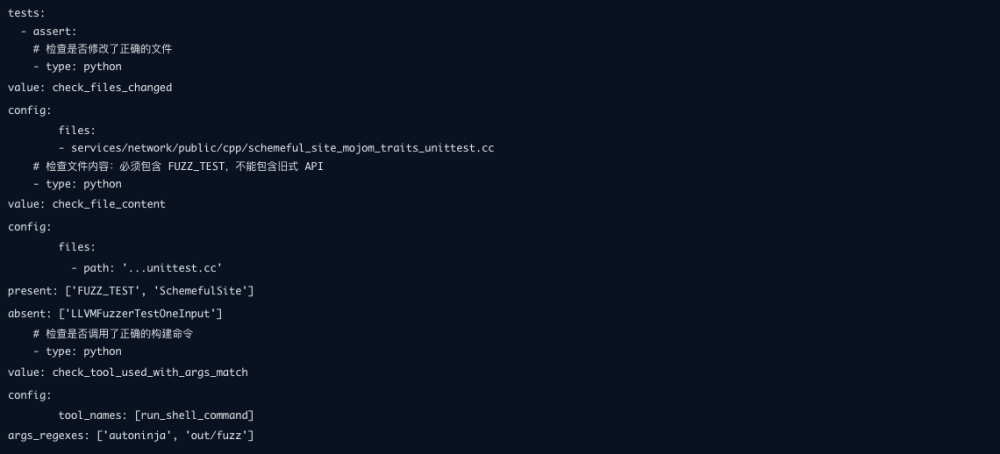 tests:
  - assert:
    # 检查是否修改了正确的文件
    - type: python
value: check_files_changed
config:
        files:
        - services/network/public/cpp/schemeful_site_mojom_traits_unittest.cc
    # 检查文件内容：必须包含 FUZZ_TEST，不能包含旧式 API
    - type: python
value: check_file_content
config:
        files:
          - path: '...unittest.cc'
present: ['FUZZ_TEST', 'SchemefulSite']
absent: ['LLVMFuzzerTestOneInput']
    # 检查是否调用了正确的构建命令
    - type: python
value: check_tool_used_with_args_match
config:
        tool_names: [run_shell_command]
args_regexes: ['autoninja', 'out/fuzz']